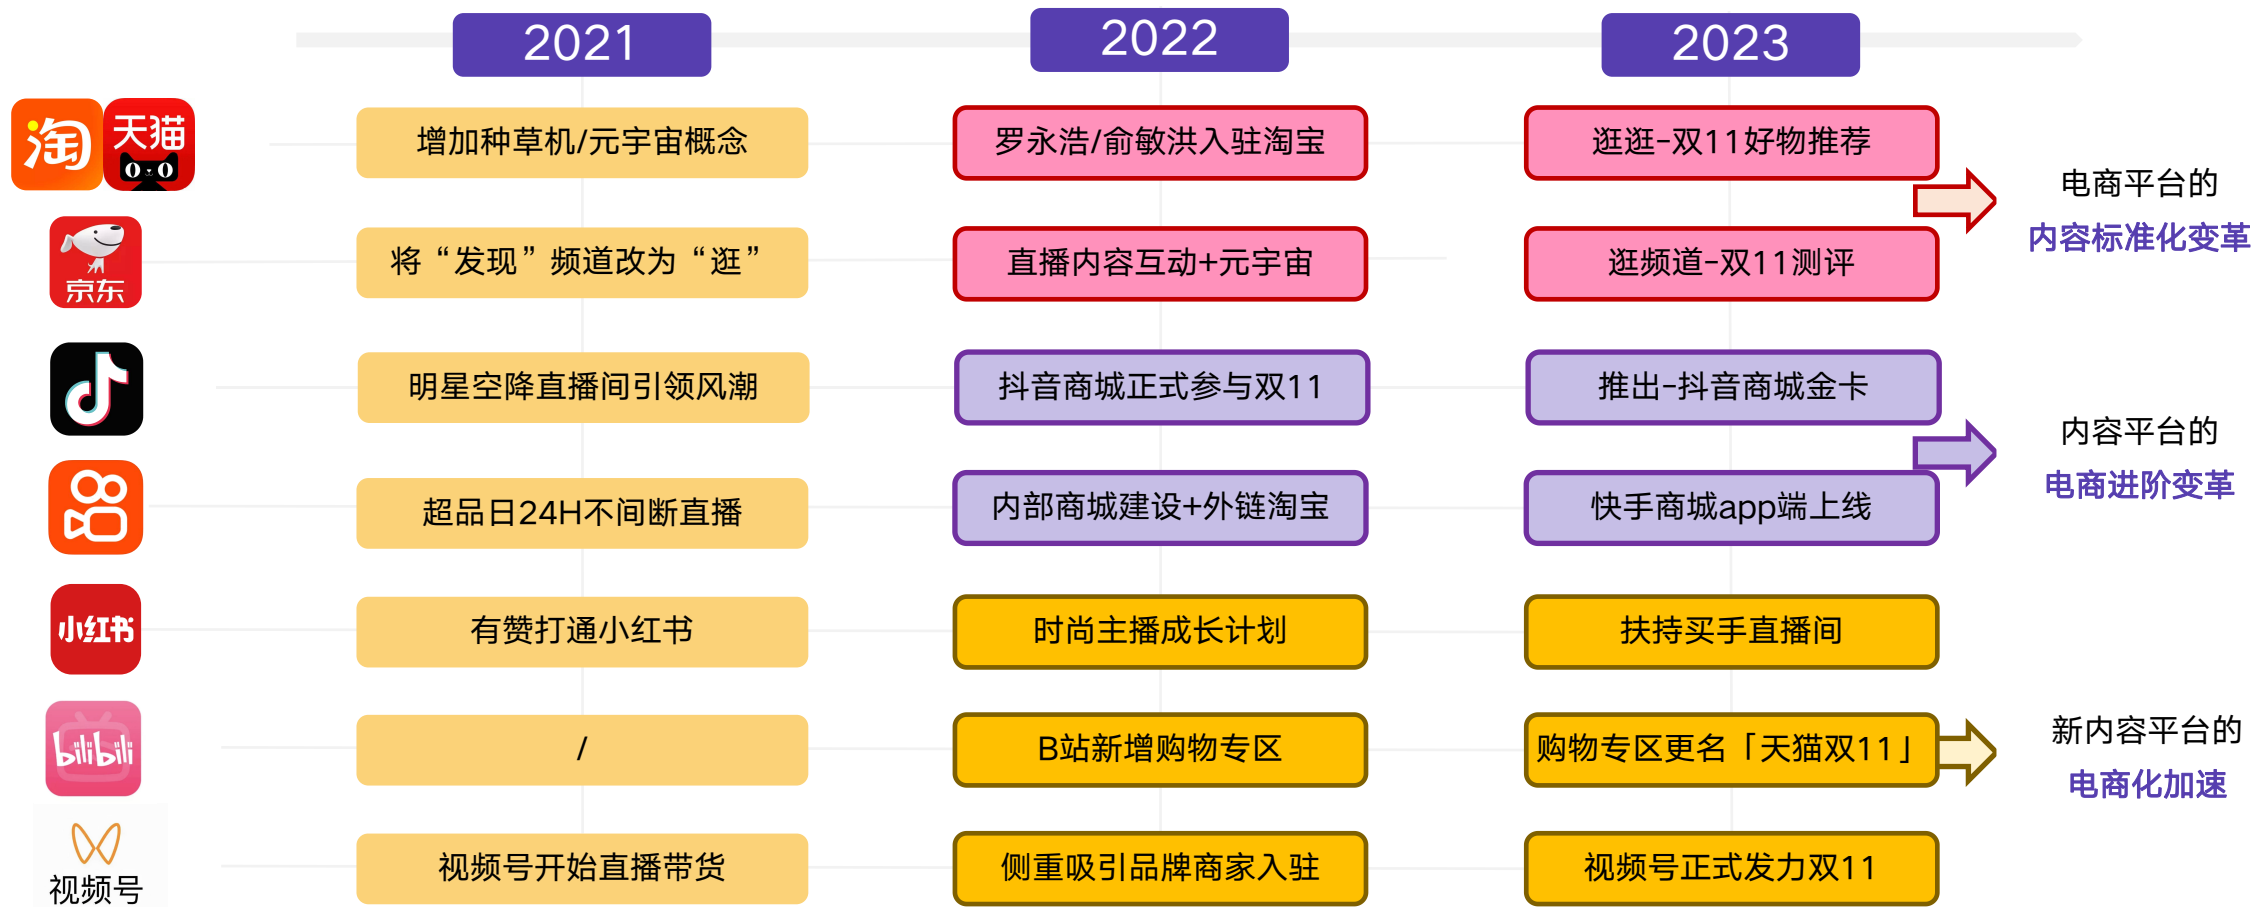 2021
2022
2023
淘
天猫
增加种草机/元宇宙概念
罗永浩/俞敏洪入驻淘宝
逛逛-双11好物推荐
电商平台的
内容标准化变革
京东
将“发现”频道改为“逛”
直播内容互动+元宇宙
逛频道-双11测评
明星空降直播间引领风潮
抖音商城正式参与双11
推出-抖音商城金卡
内容平台的
电商进阶变革
超品日24H不间断直播
内部商城建设+外链淘宝
快手商城app端上线
小红书
有赞打通小红书
时尚主播成长计划
扶持买手直播间
bilibili
/
B站新增购物专区
购物专区更名「天猫双11」
新内容平台的
电商化加速
视频号
视频号开始直播带货
侧重吸引品牌商家入驻
视频号正式发力双11